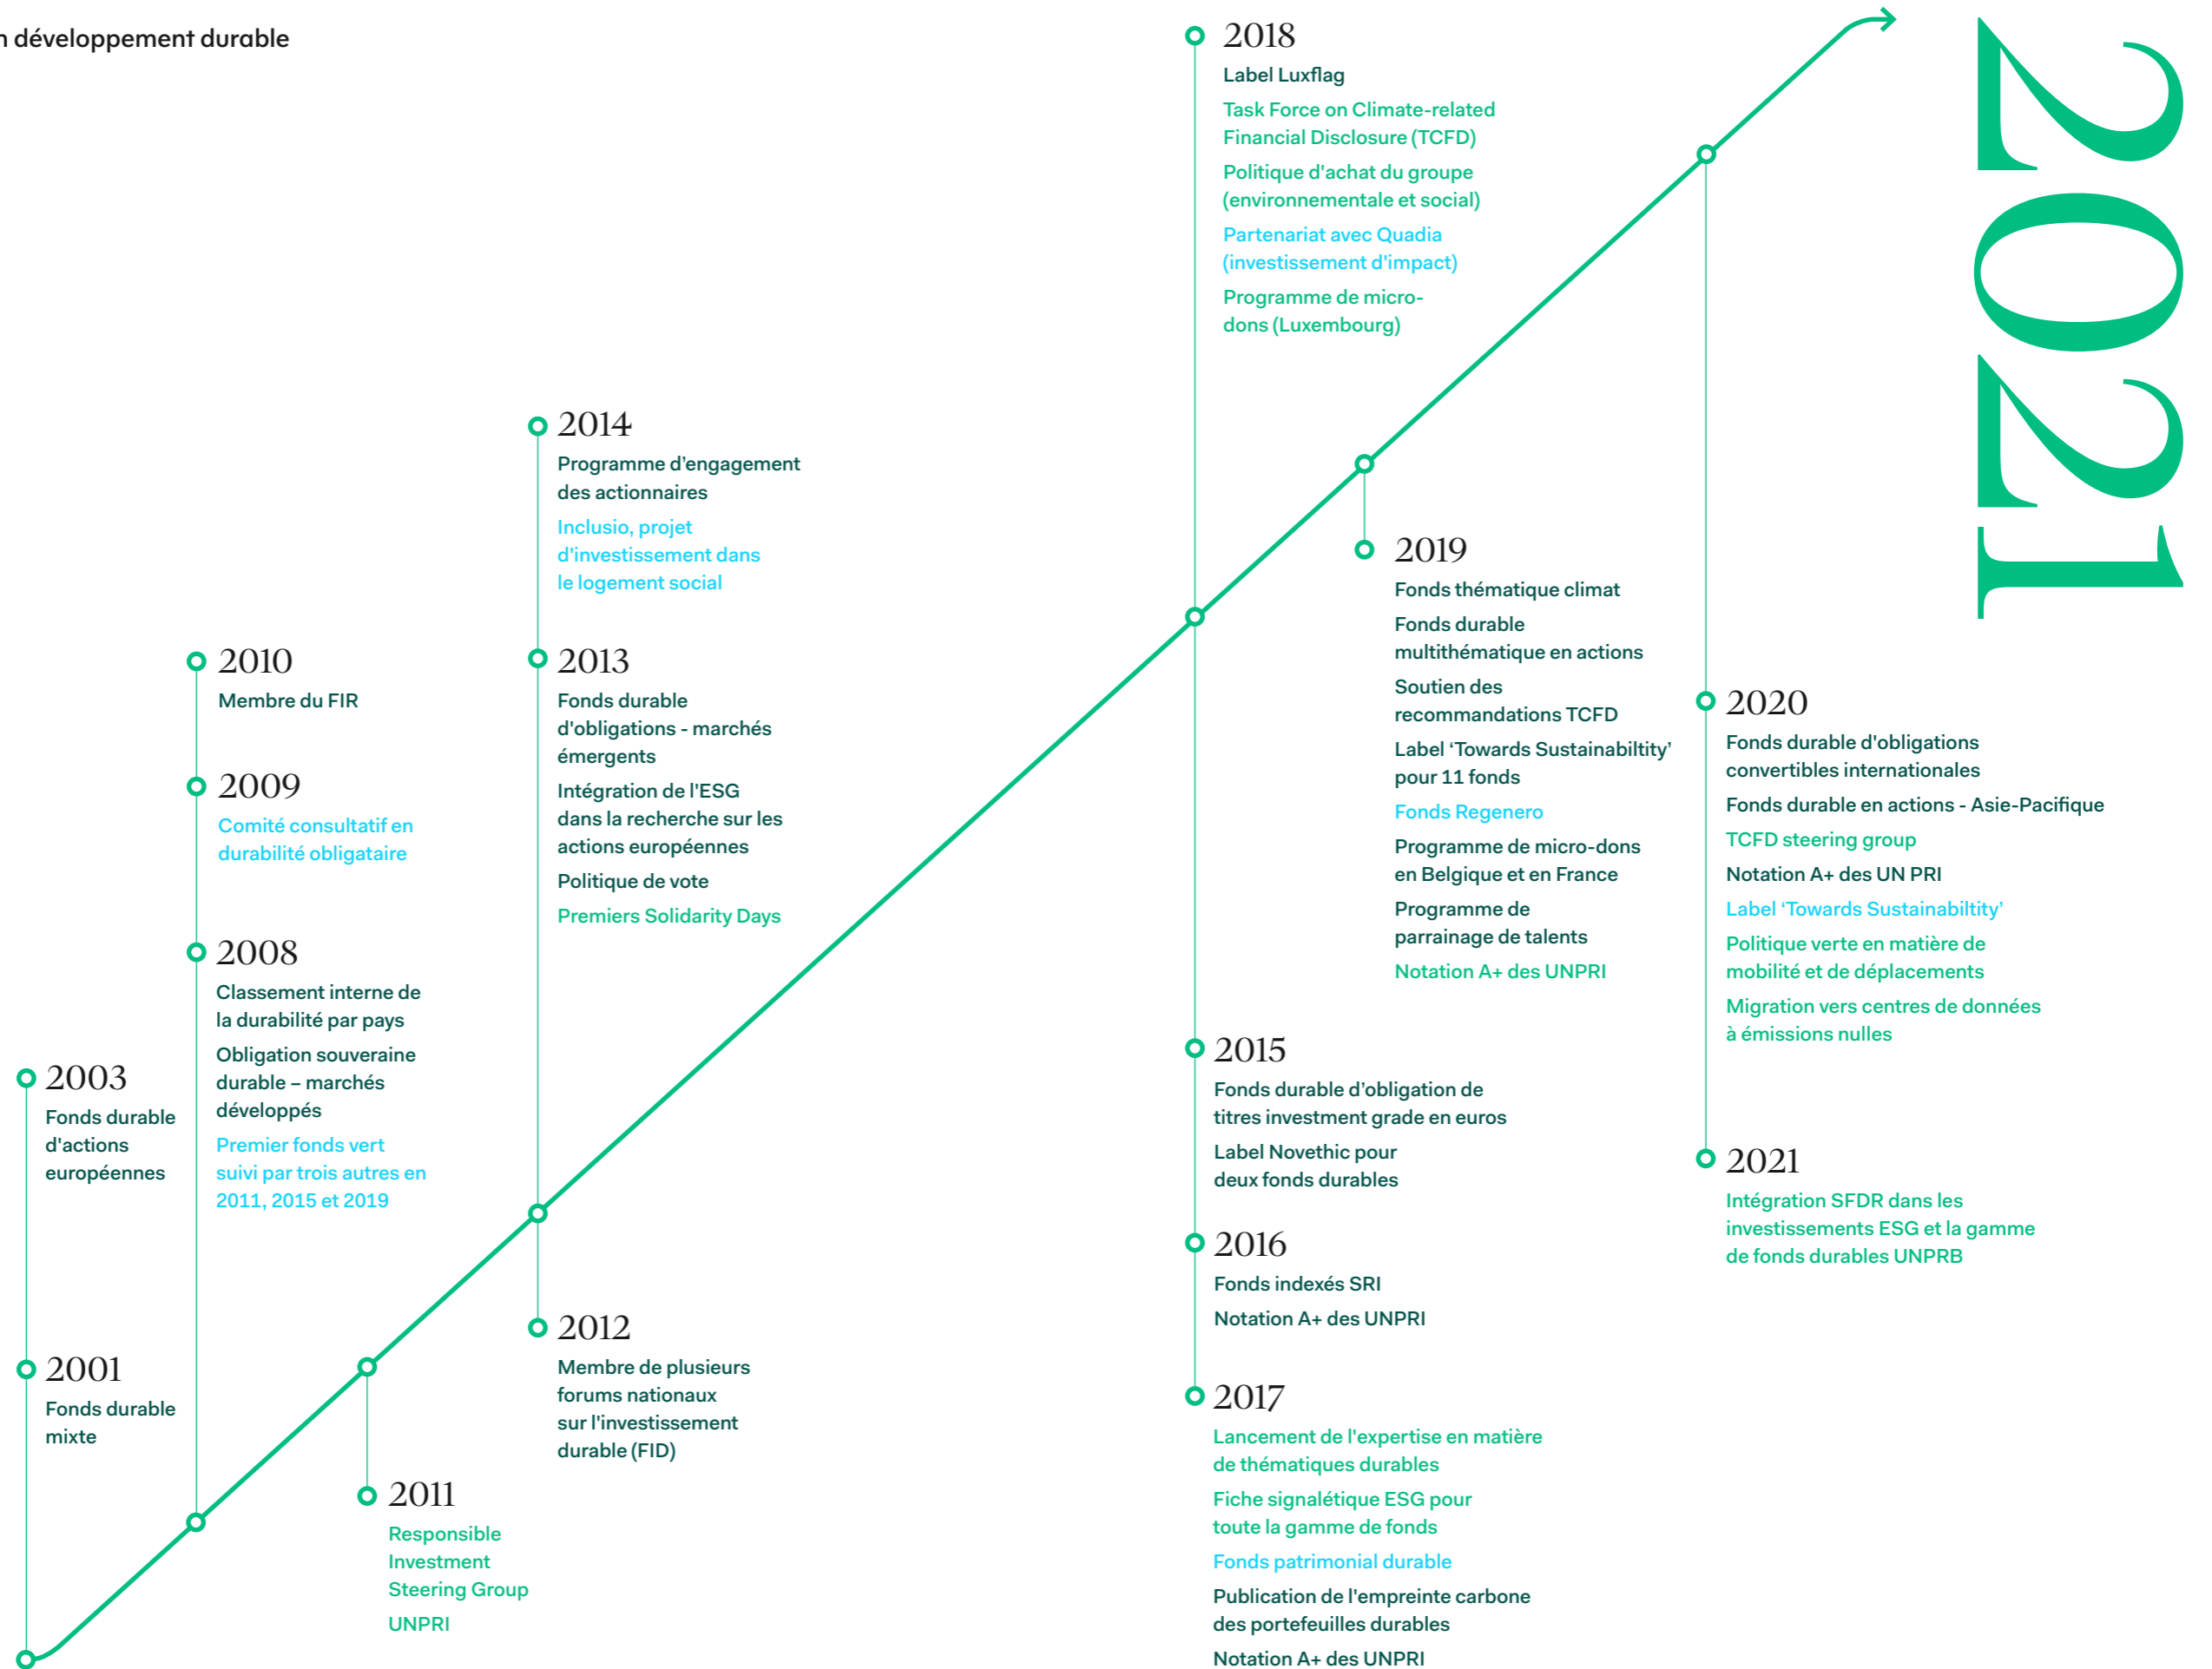 n développement durable
2003
Fonds durable
d'actions
européennes
2001
Fonds durable
mixte
2010
Membre du FIR
2009
Comité consultatif en
durabilité obligataire
2008
Classement interne de
la durabilité par pays
Obligation souveraine
durable – marchés
développés
Premier fonds vert
suivi par trois autres en
2011, 2015 et 2019
2011
Responsible
Investment
Steering Group
UNPRI
2014
Programme d’engagement
des actionnaires
Inclusio, projet
d'investissement dans
le logement social
2013
Fonds durable
d'obligations - marchés
émergents
Intégration de l'ESG
dans la recherche sur les
actions européennes
Politique de vote
Premiers Solidarity Days
2012
Membre de plusieurs
forums nationaux
sur l'investissement
durable (FID)
2018
Label Luxflag
Task Force on Climate-related
Financial Disclosure (TCFD)
Politique d'achat du groupe
(environnementale et social)
Partenariat avec Quadia
(investissement d'impact)
Programme de micro-
dons (Luxembourg)
2015
Fonds durable d’obligation de
titres investment grade en euros
Label Novethic pour
deux fonds durables
2016
Fonds indexés SRI
Notation A+ des UNPRI
2017
Lancement de l'expertise en matière
de thématiques durables
Fiche signalétique ESG pour
toute la gamme de fonds
Fonds patrimonial durable
Publication de l'empreinte carbone
des portefeuilles durables
Notation A+ des UNPRI
2019
Fonds thématique climat
Fonds durable
multithématique en actions
Soutien des
recommandations TCFD
Label ‘Towards Sustainabiltity’
pour 11 fonds
Fonds Regenero
Programme de micro-dons
en Belgique et en France
Programme de
parrainage de talents
Notation A+ des UNPRI
2020
Fonds durable d'obligations
convertibles internationales
Fonds durable en actions - Asie-Pacifique
TCFD steering group
Notation A+ des UN PRI
Label ‘Towards Sustainabiltity’
Politique verte en matière de
mobilité et de déplacements
Migration vers centres de données
à émissions nulles
2021
Intégration SFDR dans les
investissements ESG et la gamme
de fonds durables UNPRB
2021